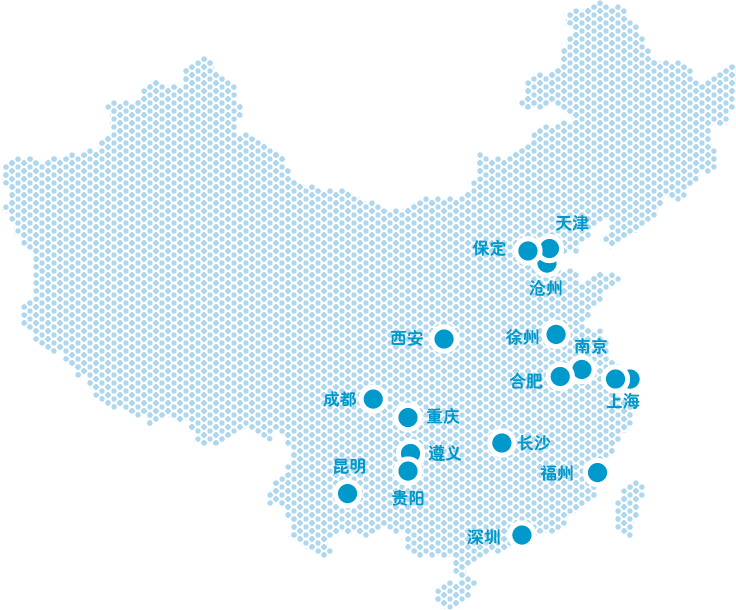 天津
保定
沧州
西安
徐州
南京
合肥
上海
成都
重庆
长沙
遵义
昆明
福州
贵阳
深圳